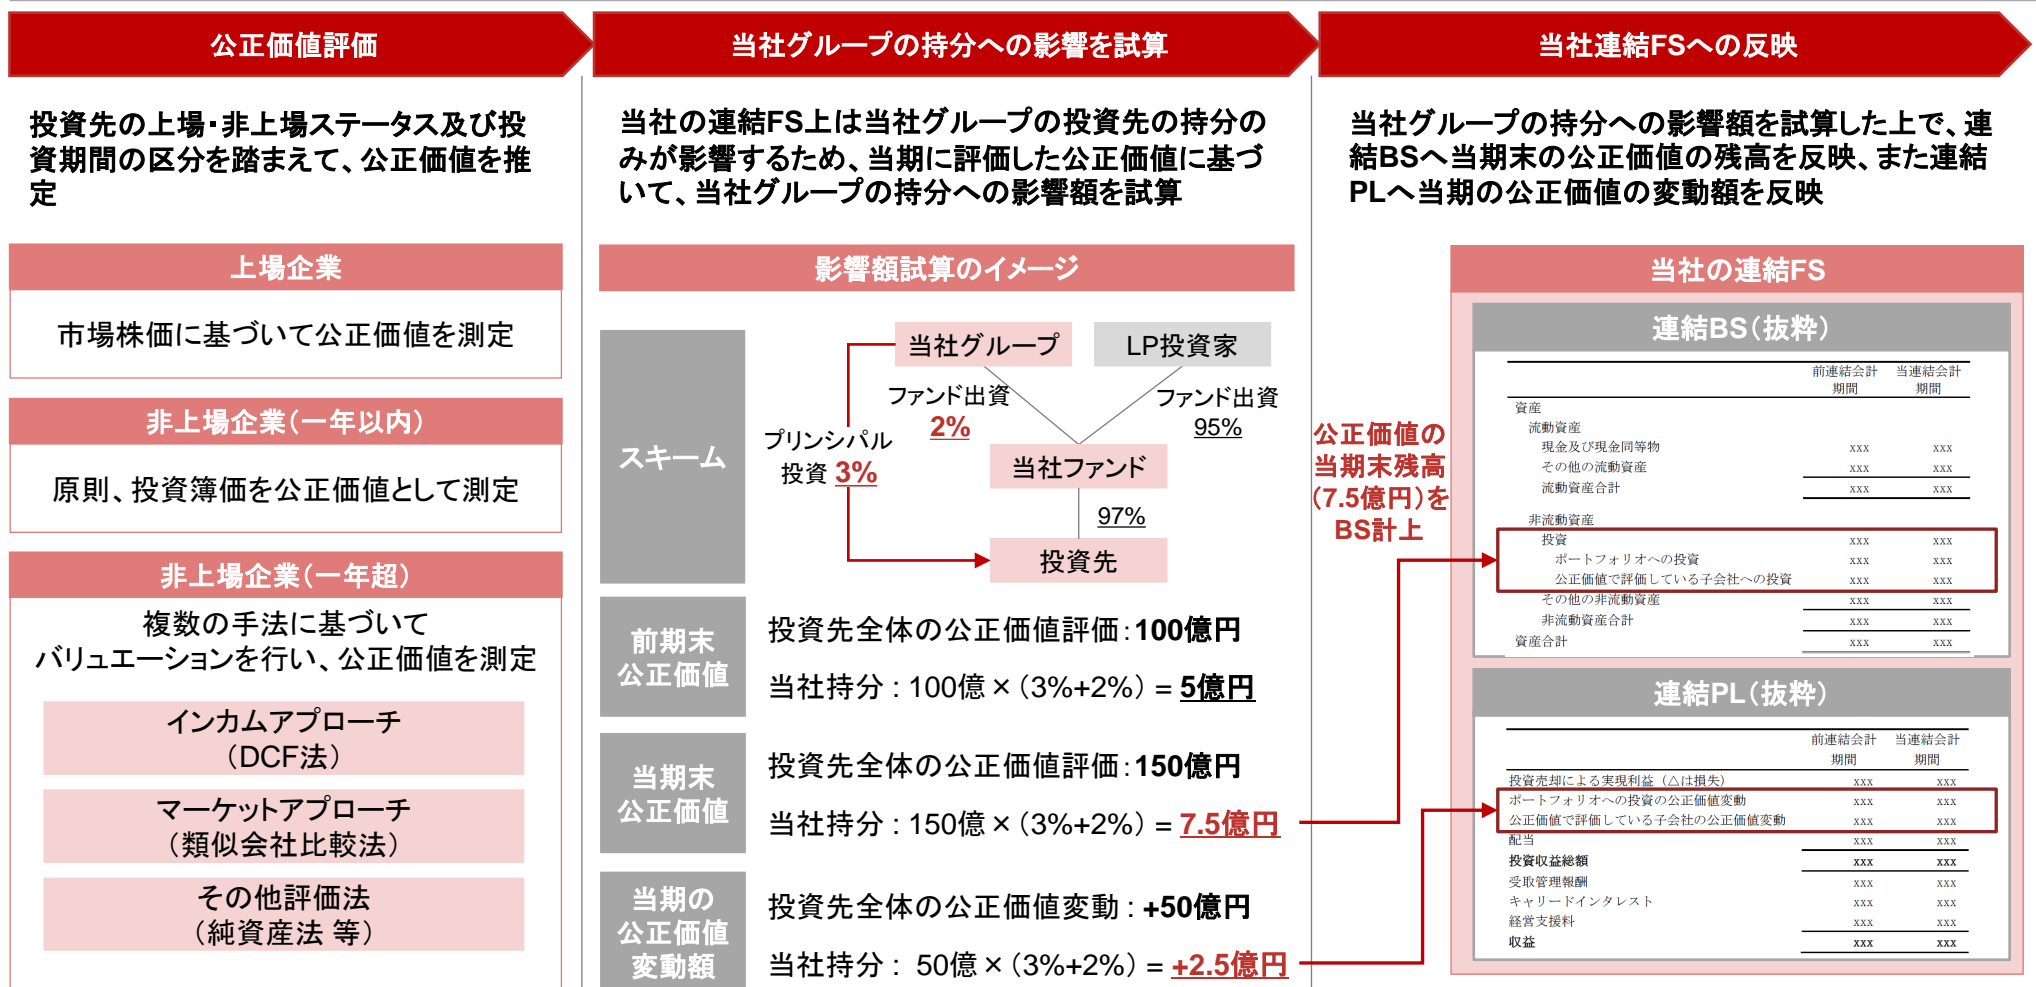 公正価値評価
投資先の上場・非上場ステータス及び投
資期間の区分を踏まえて、公正価値を推
定
上場企業
市場株価に基づいて公正価値を測定
非上場企業(一年以内)
原則、投資簿価を公正価値として測定
非上場企業(一年超)
複数の手法に基づいて
バリュエーションを行い、公正価値を測定
インカムアプローチ
(DCF法)
マーケットアプローチ
(類似会社比較法)
その他評価法
(純資産法 等)
当社グループの持分への影響を試算
当社の連結FS上は当社グループの投資先の持分の
みが影響するため、当期に評価した公正価値に基づ
いて、当社グループの持分への影響額を試算
影響額試算のイメージ
スキーム
当社グループ
LP投資家
ファンド出資
2%
ファンド出資
95%
プリンシパル
投資 3%
当社ファンド
97%
投資先
前期末
公正価値
投資先全体の公正価値評価:100億円
当社持分:100億×(3%+2%) = 5億円
当期末
公正価値
投資先全体の公正価値評価:150億円
当社持分:150億×(3%+2%) = 7.5億円
当期の
公正価値
変動額
投資先全体の公正価値変動:+50億円
当社持分: 50億×(3%+2%) = +2.5億円
当社連結FSへの反映
当社グループの持分への影響額を試算した上で、連
結BSへ当期末の公正価値の残高を反映、また連結
PLへ当期の公正価値の変動額を反映
公正価値の
当期末残高
(7.5億円)を
BS計上
当社の連結FS
連結BS(抜粋)
前連結会計 当連結会計
期間 期間
資産
流動資産
現金及び現金同等物 xxx xxx
その他の流動資産 xxx xxx
流動資産合計 xxx xxx
非流動資産
投資 xxx xxx
ポートフォリオへの投資 xxx xxx
公正価値で評価している子会社への投資 xxx xxx
その他の非流動資産 xxx xxx
非流動資産合計 xxx xxx
資産合計 xxx xxx
連結PL(抜粋)
前連結会計 当連結会計
期間 期間
投資売却による実現利益(△は損失) xxx xxx
ポートフォリオへの投資の公正価値変動 xxx xxx
公正価値で評価している子会社の公正価値変動 xxx xxx
配当 xxx xxx
投資収益総額 xxx xxx
受取管理報酬 xxx xxx
キャリードインタレスト xxx xxx
経営支援料 xxx xxx
収益 xxx xxx